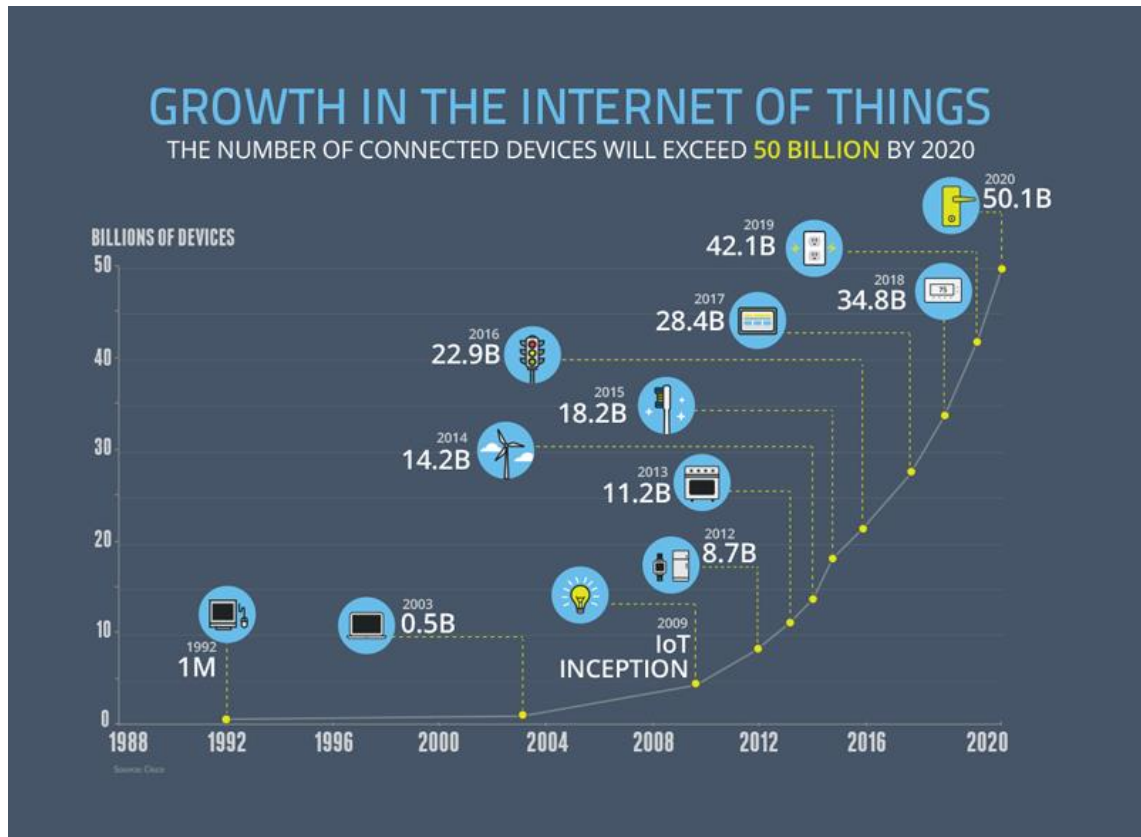 GROWTH IN THE INTERNET OF THINGS
THE NUMBER OF CONNECTED DEVICES WILL EXCEED 50 BILLION BY 2020
BILLIONS OF DEVICES
2020
50.1B
2019
42.1B
2018
34.8B
2017
28.4B
2016
22.9B
2015
18.2B
2014
14.2B
2013
11.2B
2012
8.7B
2009
IoT
INCEPTION
2003
0.5B
1992
1M
75
50
40
30
20
10
0
1988 1992 1996 2000 2004 2008 2012 2016 2020
Source: Cisco